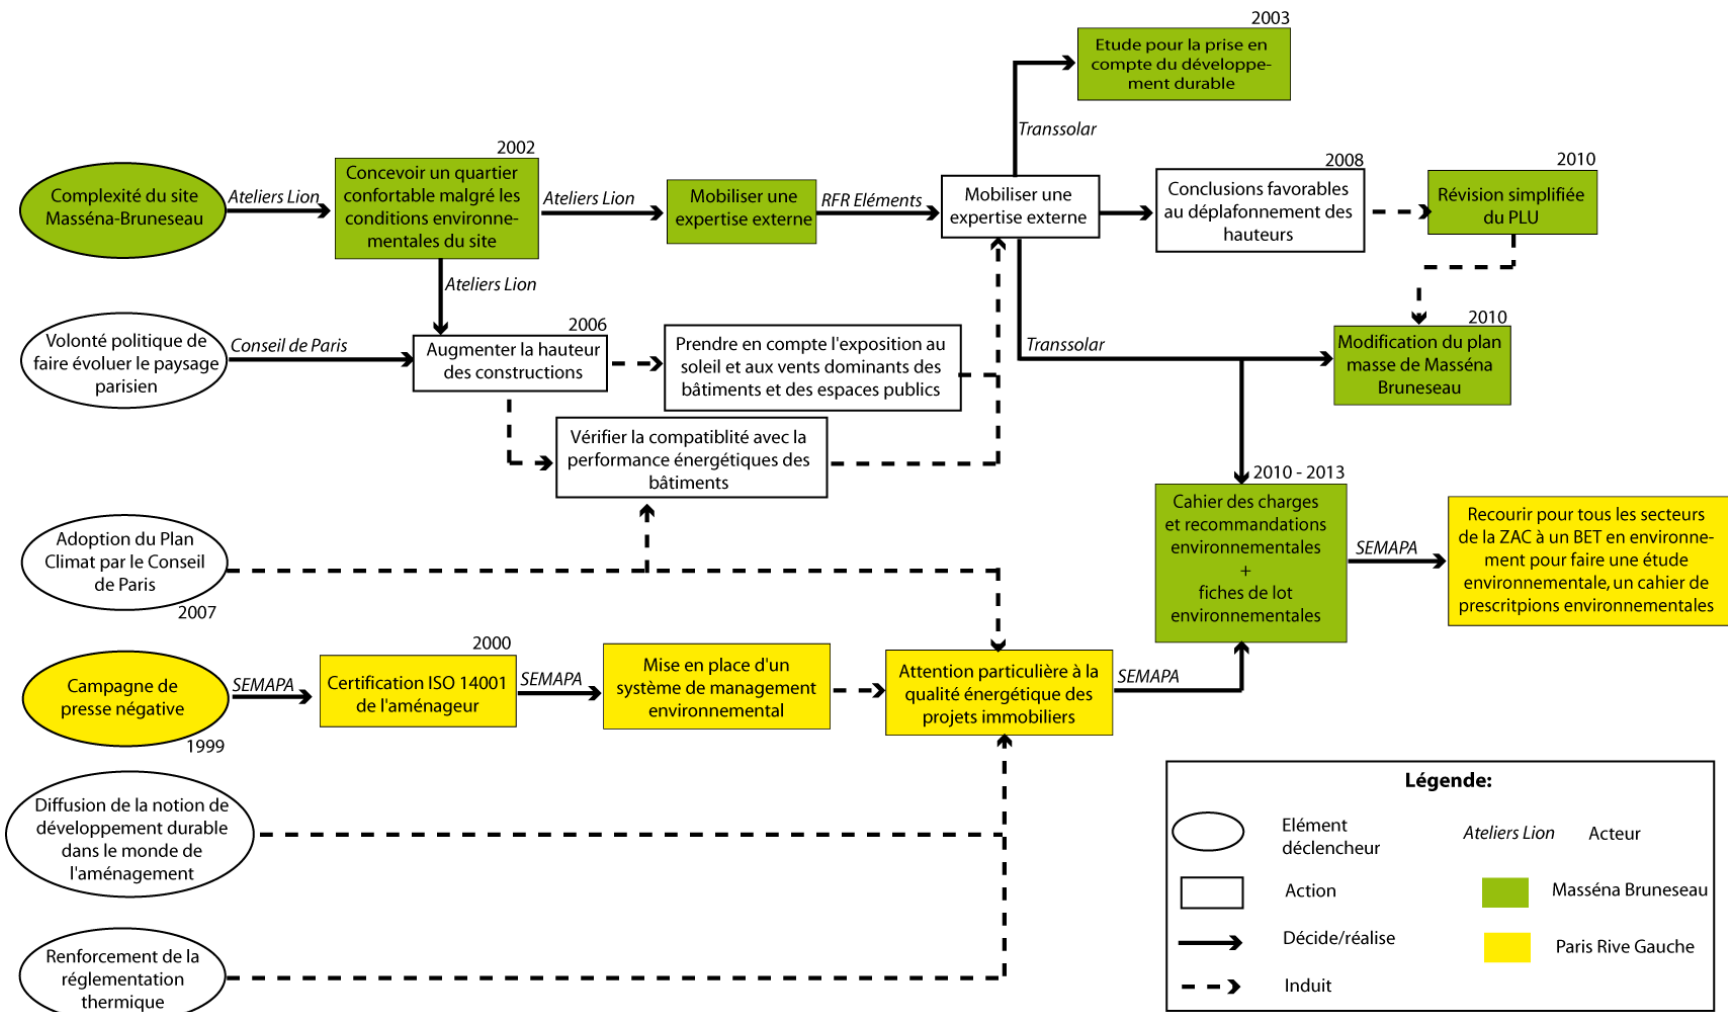 2003
Etude pour la prise en
compte du développe-
ment durable
Transsolar
2002
Complexité du site
Masséna-Bruneseau
Ateliers Lion
Concevoir un quartier
confortable malgré les
conditions environne-
mentales du site
Ateliers Lion
Mobiliser une
expertise externe
RFR Eléments
Mobiliser une
expertise externe
2008
Conclusions favorables
au déplafonnement des
hauteurs
2010
Révision simplifiée
du PLU
Ateliers Lion
Volonté politique de
faire évoluer le paysage
parisien
Conseil de Paris
2006
Augmenter la hauteur
des constructions
Prendre en compte l'exposition au
soleil et aux vents dominants des
bâtiments et des espaces publics
Transsolar
2010
Modification du plan
masse de Masséna
Bruneseau
Vérifier la compatiblité avec la
performance énergétiques des
bâtiments
Adoption du Plan
Climat par le Conseil
de Paris
2007
2010 - 2013
Cahier des charges
et recommandations
environnementales
+
fiches de lot
environnementales
SEMAPA
Recourir pour tous les secteurs
de la ZAC à un BET en environne-
ment pour faire une étude
environnementale, un cahier de
prescritpions environnementales
Campagne de
presse négative
1999
SEMAPA
2000
Certification ISO 14001
de l'aménageur
SEMAPA
Mise en place d'un
système de management
environnemental
Attention particulière à la
qualité énergétique des
projets immobiliers
SEMAPA
Diffusion de la notion de
développement durable
dans le monde de
l'aménagement
Renforcement de la
réglementation
thermique
Légende:
Elément
déclencheur
Ateliers Lion
Acteur
Action
Masséna Bruneseau
Décide/réalise
Paris Rive Gauche
Induit